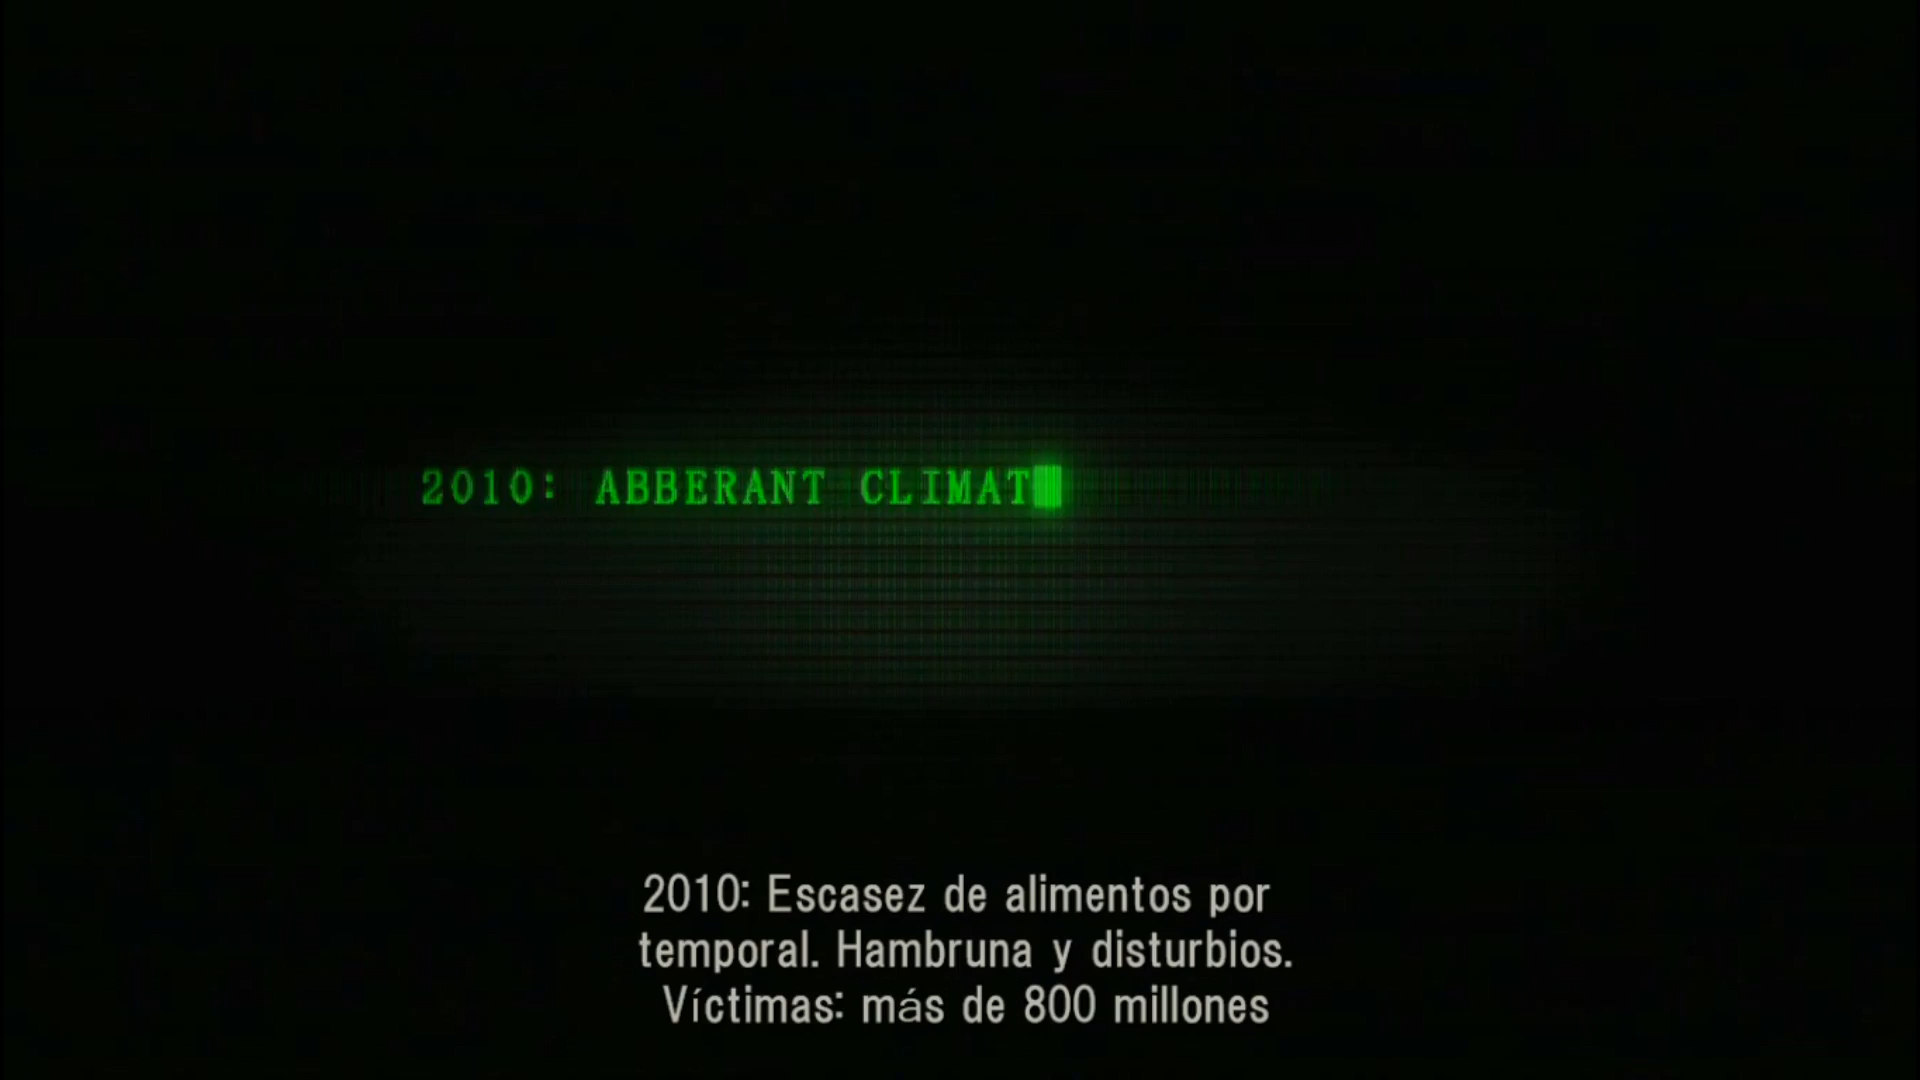 2010: ABBERANT CLIMAT
2010: Escasez de alimentos por
temporal. Hambruna y disturbios.
Víctimas: más de 800 millones